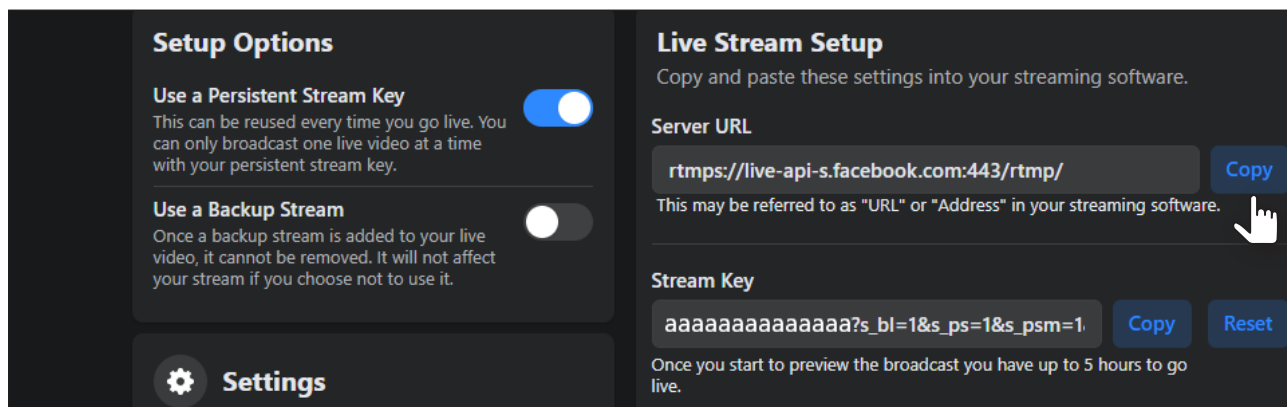 Setup Options
Use a Persistent Stream Key
This can be reused every time you go live. You
can only broadcast one live video at a time
with your persistent stream key.
Use a Backup Stream
Once a backup stream is added to your live
video, it cannot be removed. It will not affect
your stream if you choose not to use it.
Settings
Live Stream Setup
Copy and paste these settings into your streaming software.
Server URL
rtmps://live-api-s.facebook.com:443/rtmp/
Copy
This may be referred to as "URL" or "Address" in your streaming software.
Stream Key
aaaaaaaaaaaaaa?s_bl=1&s_ps=1&s_psm=1
Copy
Reset
Once you start to preview the broadcast you have up to 5 hours to go
live.